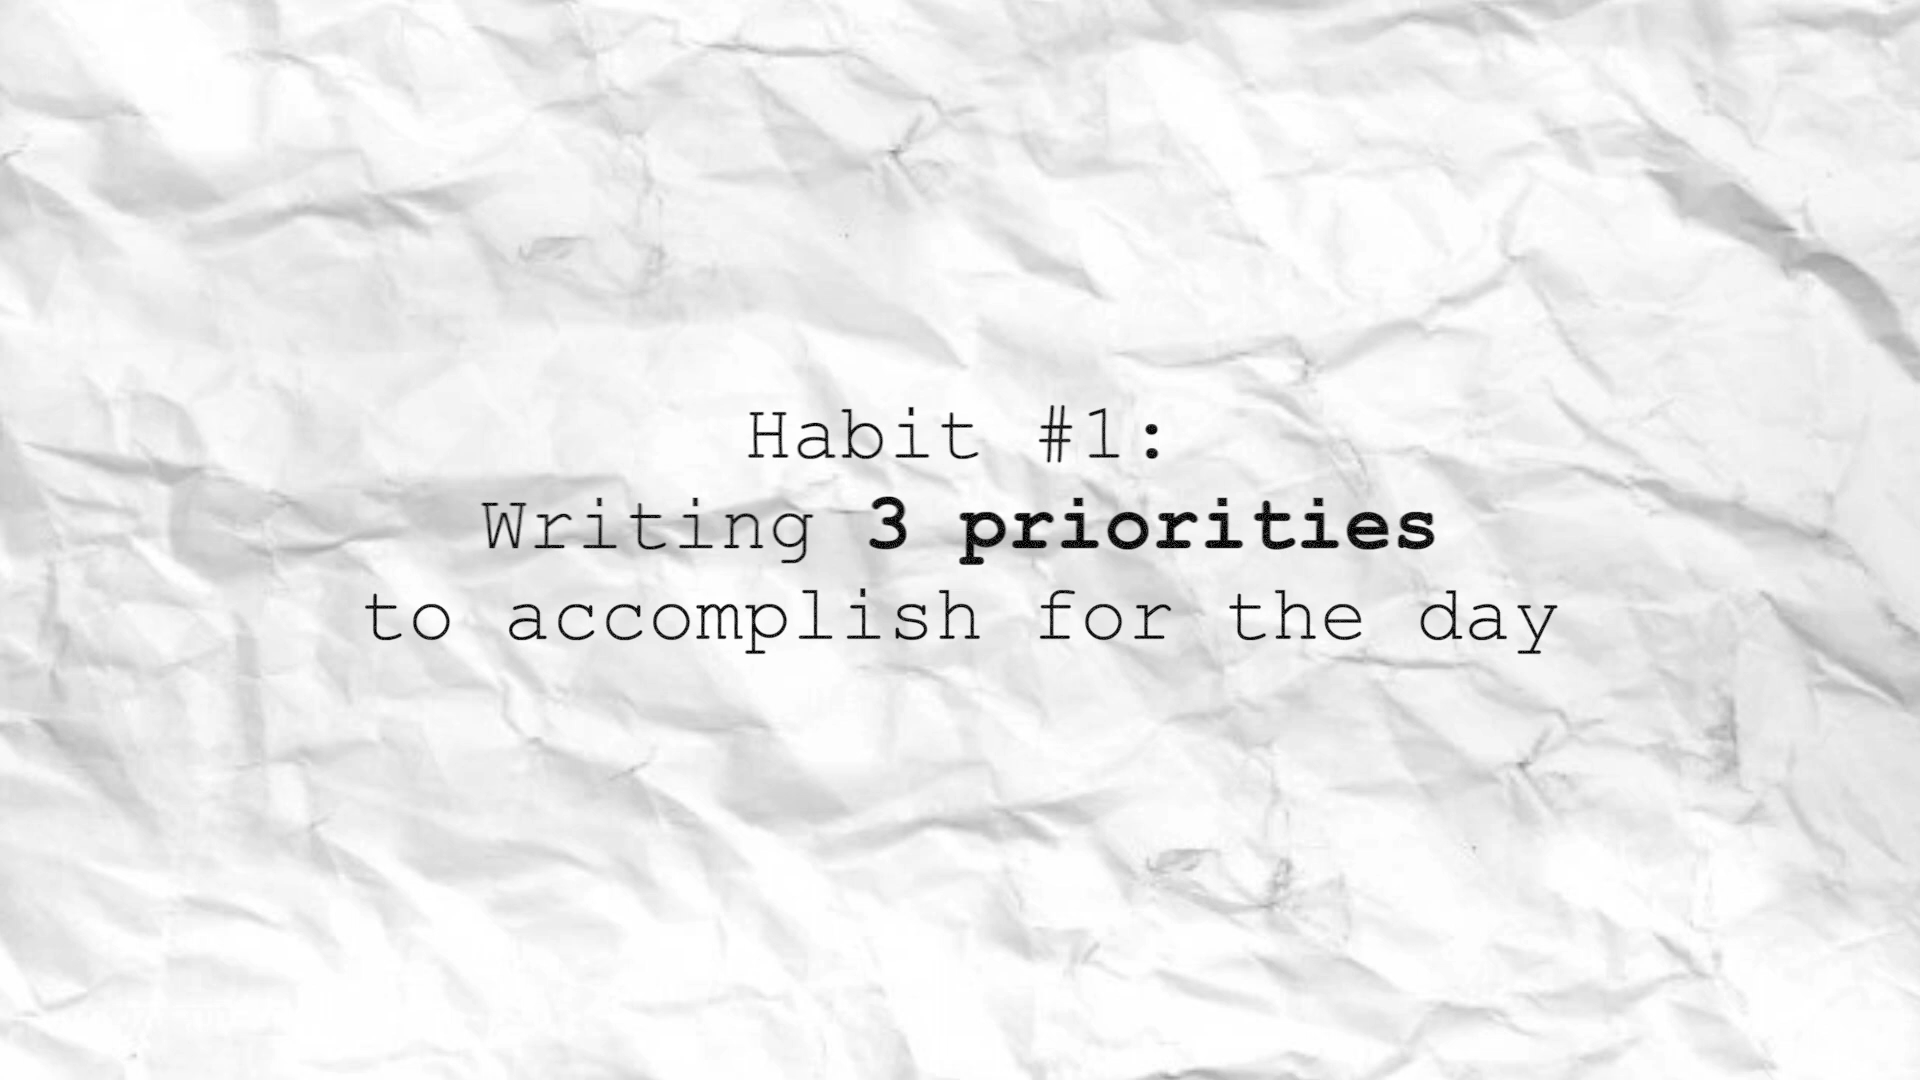 Habit #1:
Writing 3 priorities
to accomplish for the day